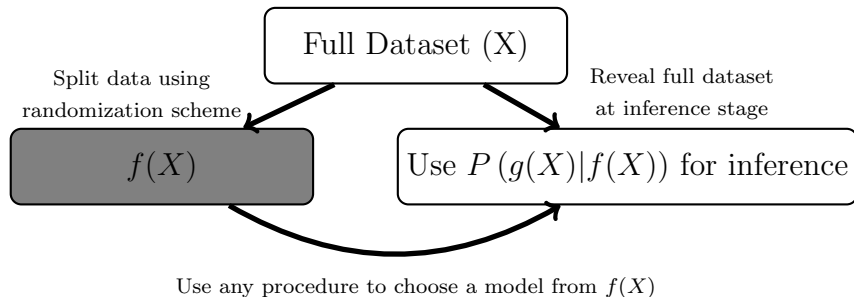 Full Dataset (X)
Split data using
randomization scheme
Reveal full dataset
at inference stage
f(X)
Use P (g(X)|f(X)) for inference
Use any procedure to choose a model from f(X)